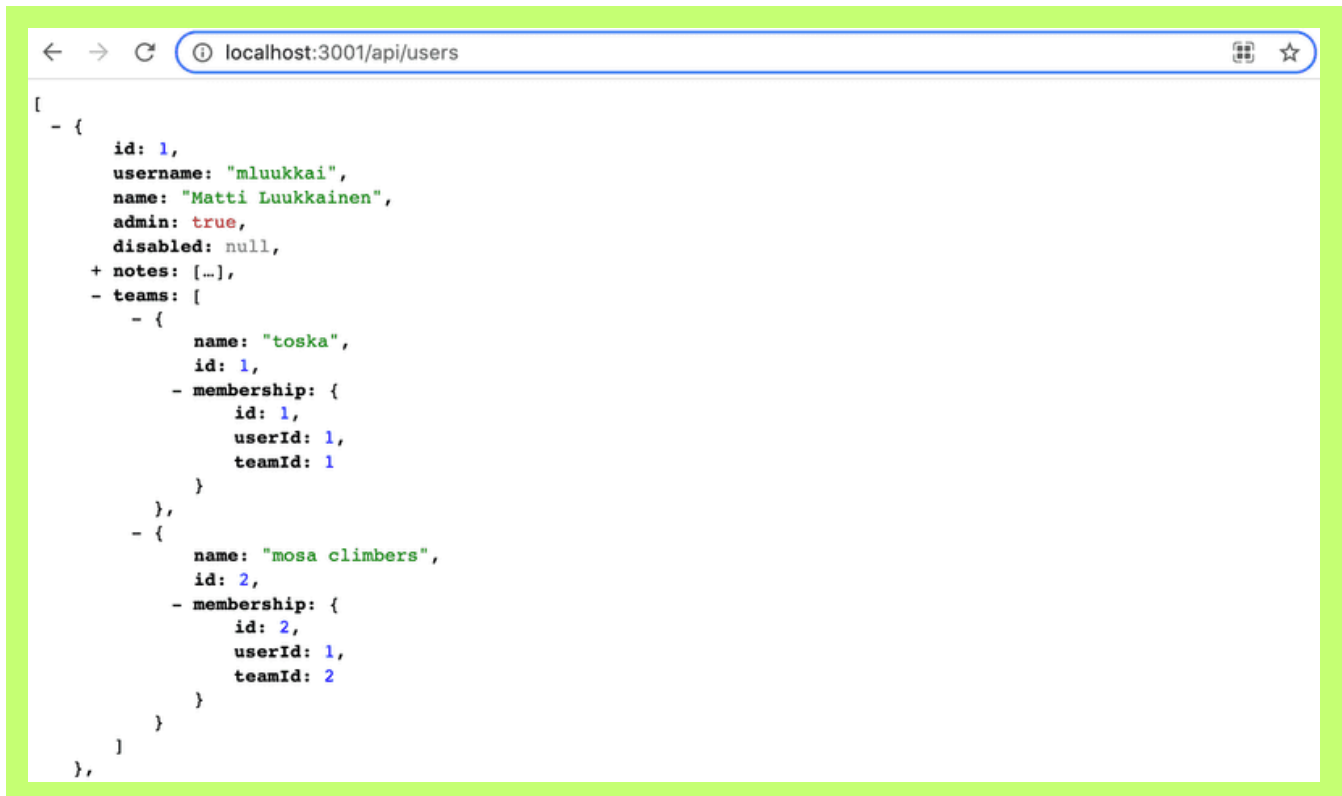 localhost:3001/api/users
[
- {
id: 1,
username: "mluukkai",
name: "Matti Luukkainen",
admin: true,
disabled: null,
+ notes: […],
- teams: [
- {
name: "toska",
id: 1,
- membership: {
id: 1,
userId: 1,
teamId: 1
}
},
- {
name: "mosa climbers",
id: 2,
- membership: {
id: 2,
userId: 1,
teamId: 2
}
}
]
},